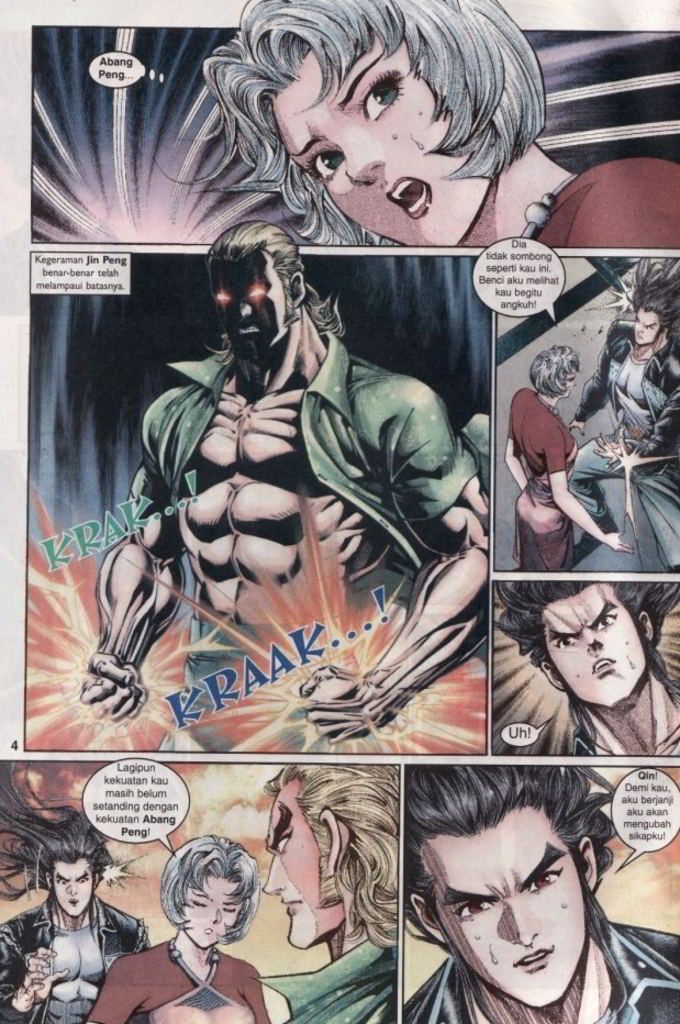 Abang
Peng...
Kegeraman Jin Peng
benar-benar telah
melampaui batasnya.
Dia
tidak sombong
seperti kau ini.
Benci aku melihat
kau begitu
angkuh!
KRAK...!
KRAAK...!
Uh!
4
Lagipun
kekuatan kau
masih belum
setanding dengan
kekuatan Abang
Peng!
Qin!
Demi kau,
aku berjanji
aku akan
mengubah
sikapku!